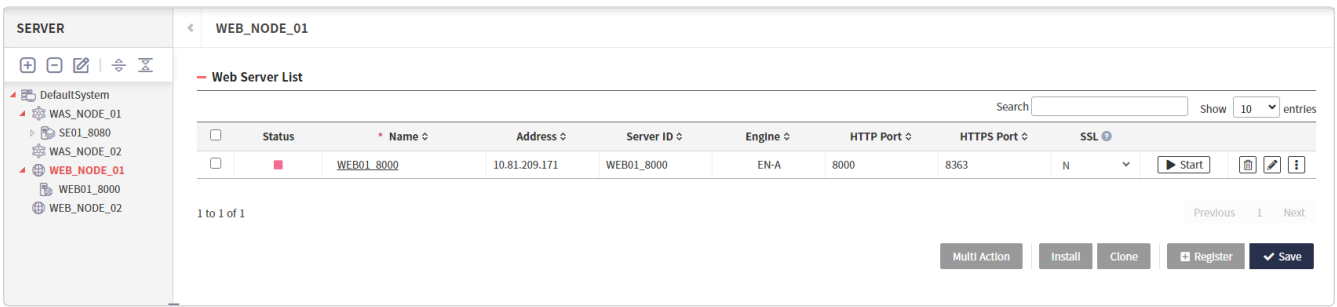 SERVER
WEB_NODE_01
DefaultSystem
WAS_NODE_01
SE01_8080
WAS_NODE_02
WEB_NODE_01
WEB01_8000
WEB_NODE_02
Web Server List
Search Show 10 entries
Status * Name Address Server ID Engine HTTP Port HTTPS Port SSL ?
WEB01_8000 10.81.209.171 WEB01_8000 EN-A 8000 8363 N Start
1 to 1 of 1
Previous 1 Next
Multi Action Install Clone Register Save